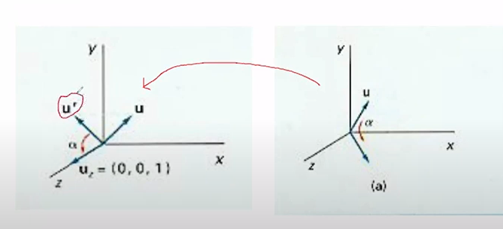 y
u'
u
α
x
z
u_z = (0, 0, 1)
y
u
α
x
z
(a)